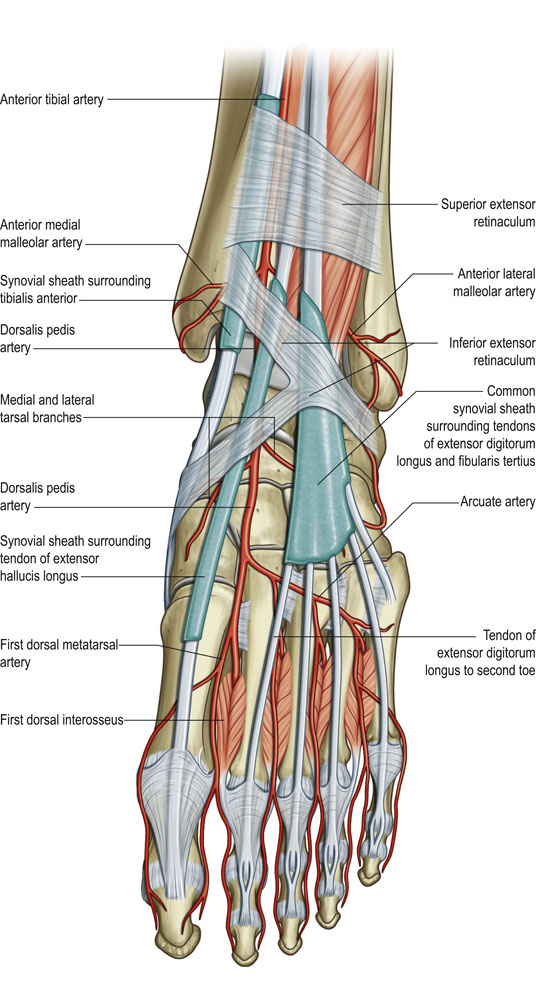 Anterior tibial artery
Anterior medial
malleolar artery
Synovial sheath surrounding
tibialis anterior
Dorsalis pedis
artery
Medial and lateral
tarsal branches
Dorsalis pedis
artery
Synovial sheath surrounding
tendon of extensor
hallucis longus
First dorsal metatarsal
artery
First dorsal interosseus
Superior extensor
retinaculum
Anterior lateral
malleolar artery
Inferior extensor
retinaculum
Common
synovial sheath
surrounding tendons
of extensor digitorum
longus and fibularis tertius
Arcuate artery
Tendon of
extensor digitorum
longus to second toe